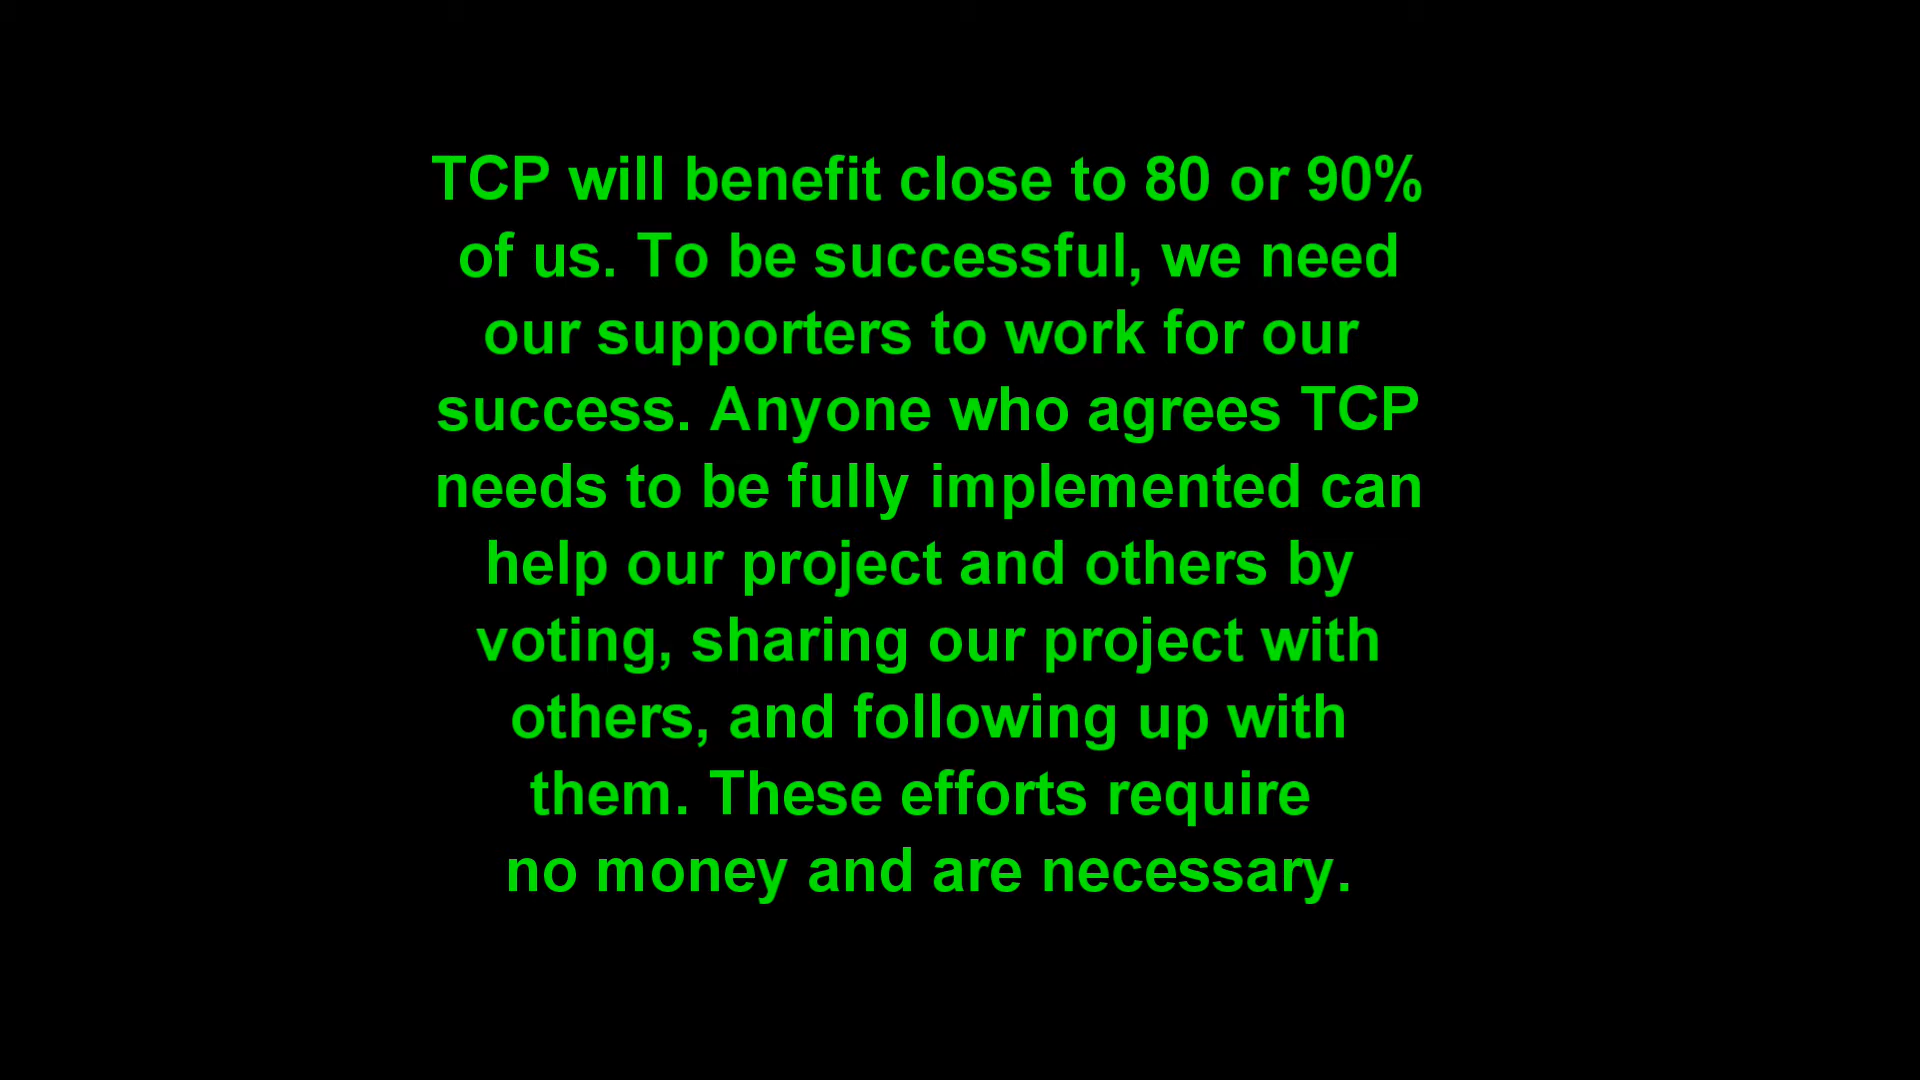 TCP will benefit close to 80 or 90%
of us. To be successful, we need
our supporters to work for our
success. Anyone who agrees TCP
needs to be fully implemented can
help our project and others by
voting, sharing our project with
others, and following up with
them. These efforts require
no money and are necessary.